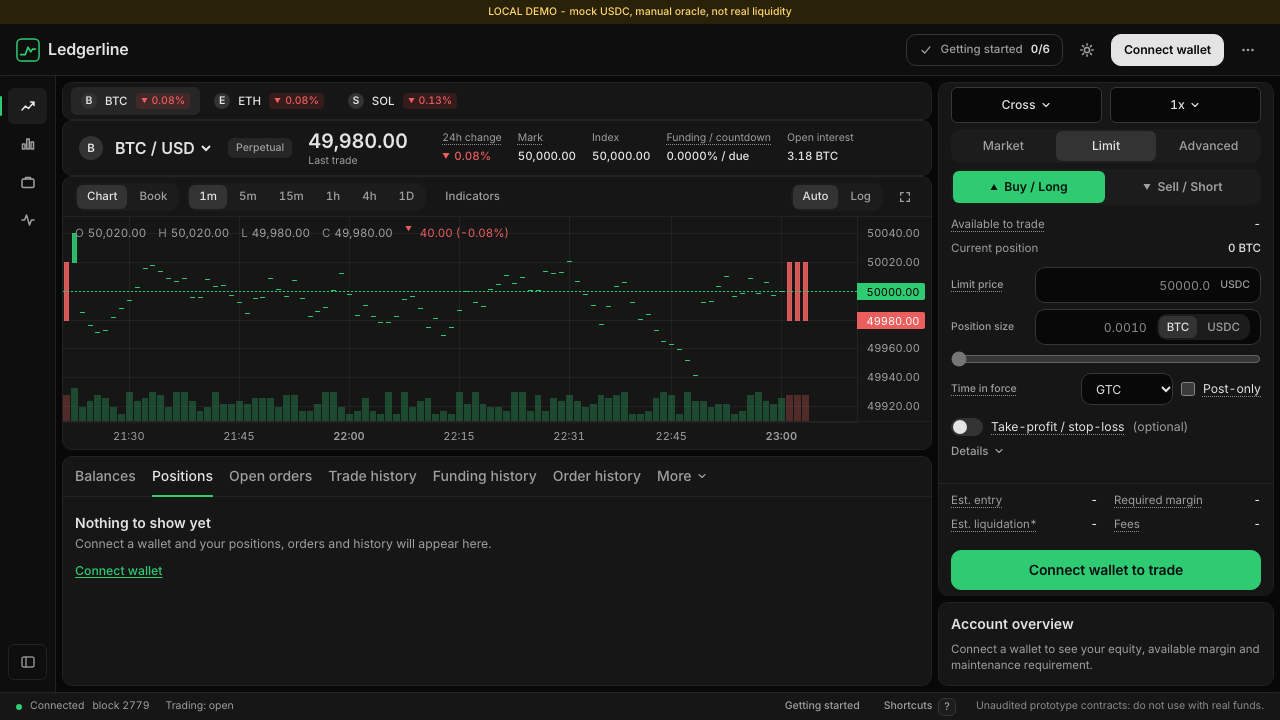 LOCAL DEMO - mock USDC, manual oracle, not real liquidity
Ledgerline
Getting started 0/6
Connect wallet
B BTC 0.08%
E ETH 0.08%
S SOL 0.13%
B BTC / USD
Perpetual
49,980.00
Last trade
24h change
0.08%
Mark
50,000.00
Index
50,000.00
Funding / countdown
0.0000% / due
Open interest
3.18 BTC
Chart Book 1m 5m 15m 1h 4h 1D Indicators Auto Log
O 50,020.00 H 50,020.00 L 49,980.00 C 49,980.00 40.00 (-0.08%)
50040.00
50020.00
50000.00
49980.00
49960.00
49940.00
49920.00
21:30 21:45 22:00 22:15 22:31 22:45 23:00
Balances Positions Open orders Trade history Funding history Order history More
Nothing to show yet
Connect a wallet and your positions, orders and history will appear here.
Connect wallet
Cross 1x
Market Limit Advanced
Buy / Long Sell / Short
Available to trade -
Current position 0 BTC
Limit price 50000.0 USDC
Position size 0.0010 BTC USDC
Time in force GTC Post-only
Take-profit / stop-loss (optional)
Details
Est. entry - Required margin -
Est. liquidation* - Fees -
Connect wallet to trade
Account overview
Connect a wallet to see your equity, available margin and
maintenance requirement.
Connected block 2779 Trading: open
Getting started Shortcuts ? Unaudited prototype contracts: do not use with real funds.